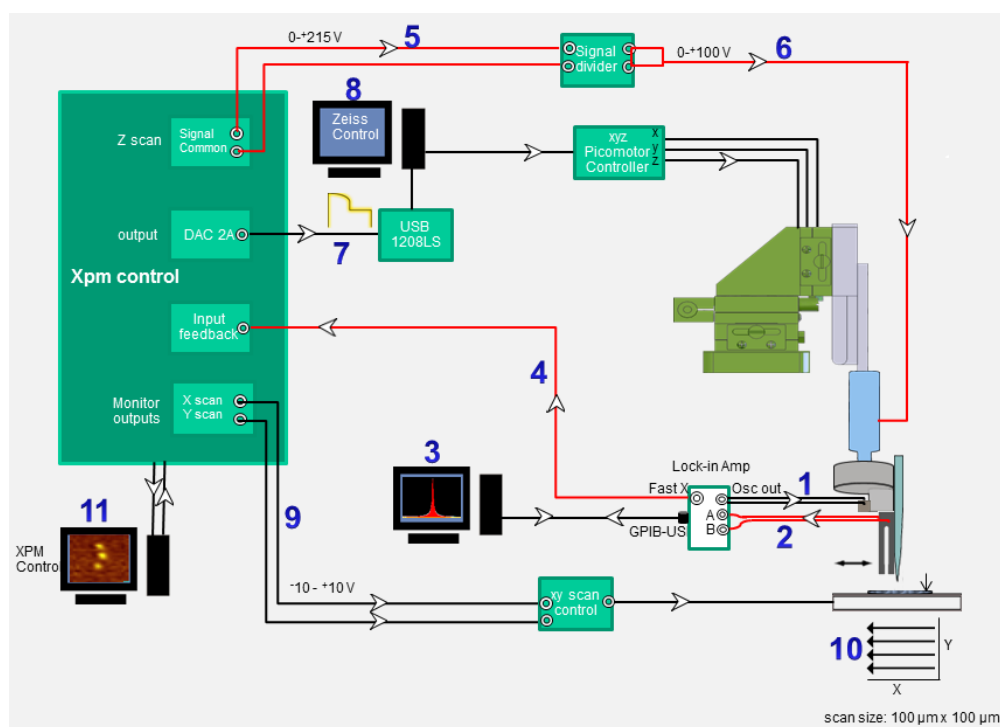 0-⁺215 V
5
Signal
divider
0-⁺100 V
6
Z scan
Signal
Common
8
Zeiss
Control
xyz
Picomotor
Controller
x
y
z
output
DAC 2A
7
USB
1208LS
Xpm control
Input
feedback
4
Monitor
outputs
X scan
Y scan
3
Lock-in Amp
Fast X
Osc out
1
A
B
GPIB-US
2
11
9
XPM
Contro
⁻10 - ⁺10 V
xy scan
control
10
Y
X
scan size: 100 µm x 100 µm